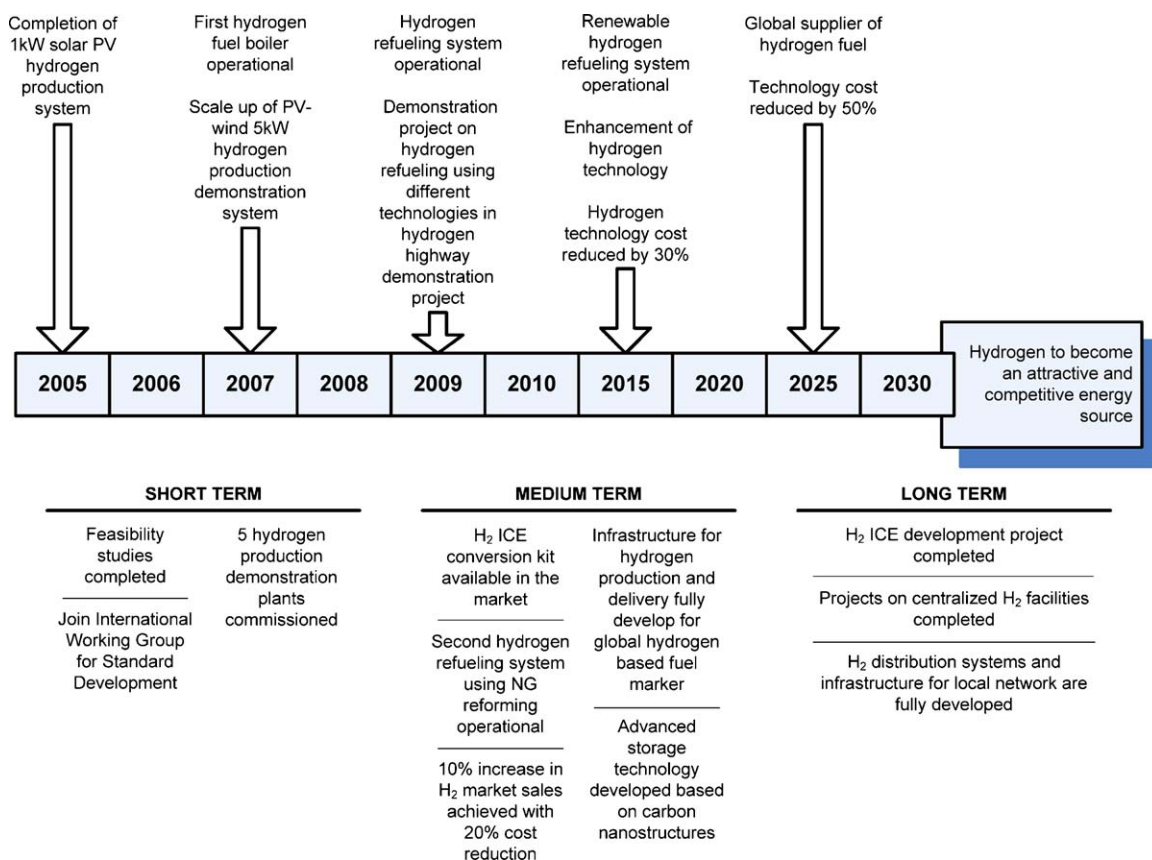 Completion of
1kW solar PV
hydrogen
production
system
First hydrogen
fuel boiler
operational
Scale up of PV-
wind 5kW
hydrogen
production
demonstration
system
Hydrogen
refueling system
operational
Demonstration
project on
hydrogen
refueling using
different
technologies in
hydrogen
highway
demonstration
project
Renewable
hydrogen
refueling system
operational
Enhancement of
hydrogen
technology
Hydrogen
technology cost
reduced by 30%
Global supplier of
hydrogen fuel
Technology cost
reduced by 50%
2005 2006 2007 2008 2009 2010 2015 2020 2025 2030
Hydrogen to become
an attractive and
competitive energy
source
SHORT TERM
Feasibility
studies
completed
Join International
Working Group
for Standard
Development
5 hydrogen
production
demonstration
plants
commissioned
MEDIUM TERM
H₂ ICE
conversion kit
available in the
market
Second hydrogen
refueling system
using NG
reforming
operational
10% increase in
H₂ market sales
achieved with
20% cost
reduction
Infrastructure for
hydrogen
production and
delivery fully
develop for
global hydrogen
based fuel
marker
Advanced
storage
technology
developed based
on carbon
nanostructures
LONG TERM
H₂ ICE development project
completed
Projects on centralized H₂ facilities
completed
H₂ distribution systems and
infrastructure for local network are
fully developed